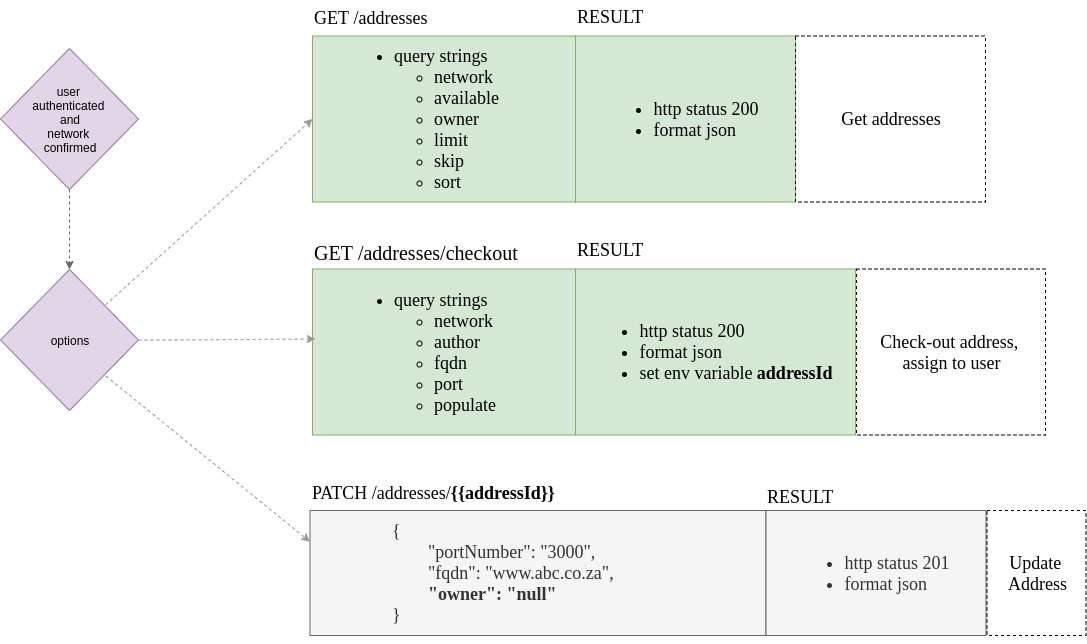 user
authenticated
and
network
confirmed
options
GET /addresses
RESULT
• query strings
○ network
○ available
○ owner
○ limit
○ skip
○ sort
• http status 200
• format json
Get addresses
GET /addresses/checkout
RESULT
• query strings
○ network
○ author
○ fqdn
○ port
○ populate
• http status 200
• format json
• set env variable addressId
Check-out address,
assign to user
PATCH /addresses/{{addressId}}
RESULT
{
"portNumber": "3000",
"fqdn": "www.abc.co.za",
"owner": "null"
}
• http status 201
• format json
Update
Address